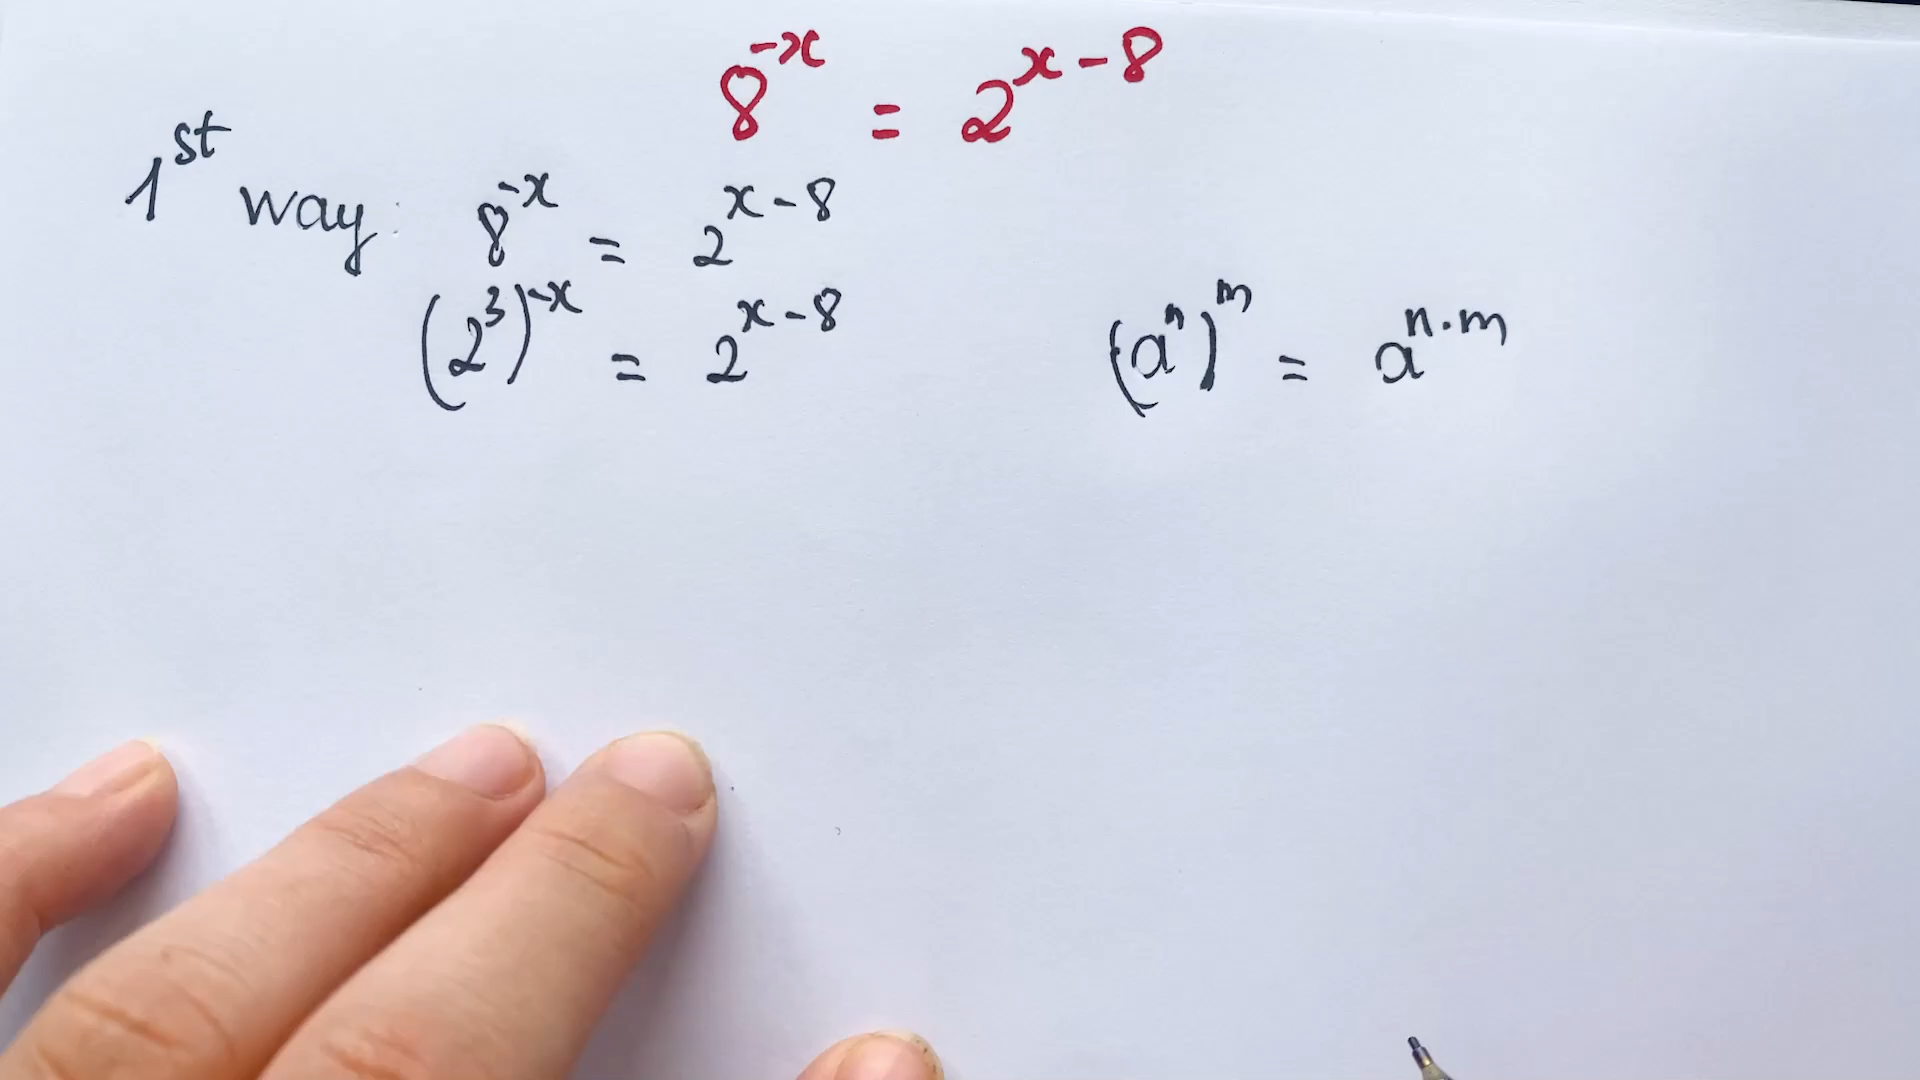 8^{-x} = 2^{x-8}
1st way: 8^{-x} = 2^{x-8}
(2^3)^{-x} = 2^{x-8}
(a^n)^m = a^{n·m}